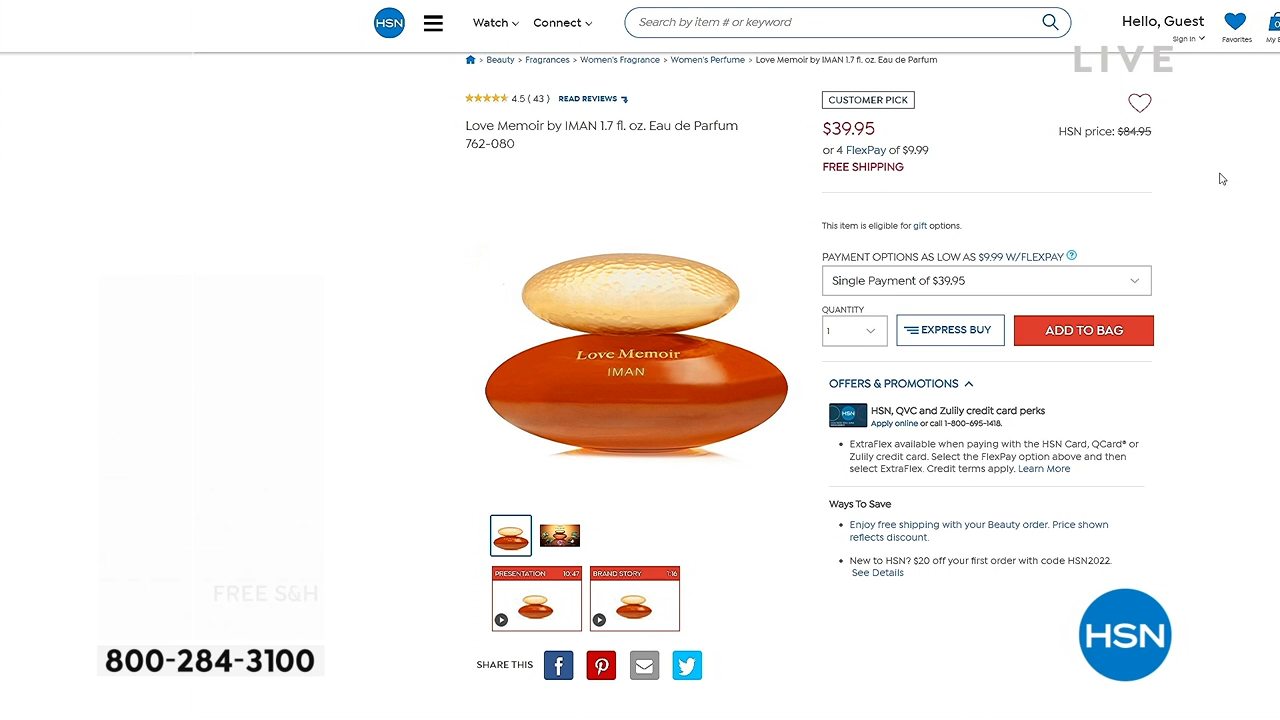 HSN
Watch
Connect
Search by item # or keyword
Hello, Guest
Sign In
Favorites
LIVE
> Beauty > Fragrances > Women's Fragrance > Women's Perfume > Love Memoir by IMAN 1.7 fl. oz. Eau de Parfum
4.5 ( 43 ) READ REVIEWS
Love Memoir by IMAN 1.7 fl. oz. Eau de Parfum
762-080
CUSTOMER PICK
$39.95
HSN price: $84.95
or 4 FlexPay of $9.99
FREE SHIPPING
This item is eligible for gift options.
PAYMENT OPTIONS AS LOW AS $9.99 W/FLEXPAY ?
Single Payment of $39.95
QUANTITY
1
EXPRESS BUY
ADD TO BAG
Love Memoir
IMAN
OFFERS & PROMOTIONS
HSN
HSN, QVC and Zulily credit card perks
Apply online or call 1-800-695-1418.
• ExtraFlex available when paying with the HSN Card, QCard® or
Zulily credit card. Select the FlexPay option above and then
select ExtraFlex. Credit terms apply. Learn More
Ways To Save
• Enjoy free shipping with your Beauty order. Price shown
reflects discount.
• New to HSN? $20 off your first order with code HSN2022.
See Details
PRESENTATION 10:47
BRAND STORY 1:16
SHARE THIS
FREE S&H
800-284-3100
HSN